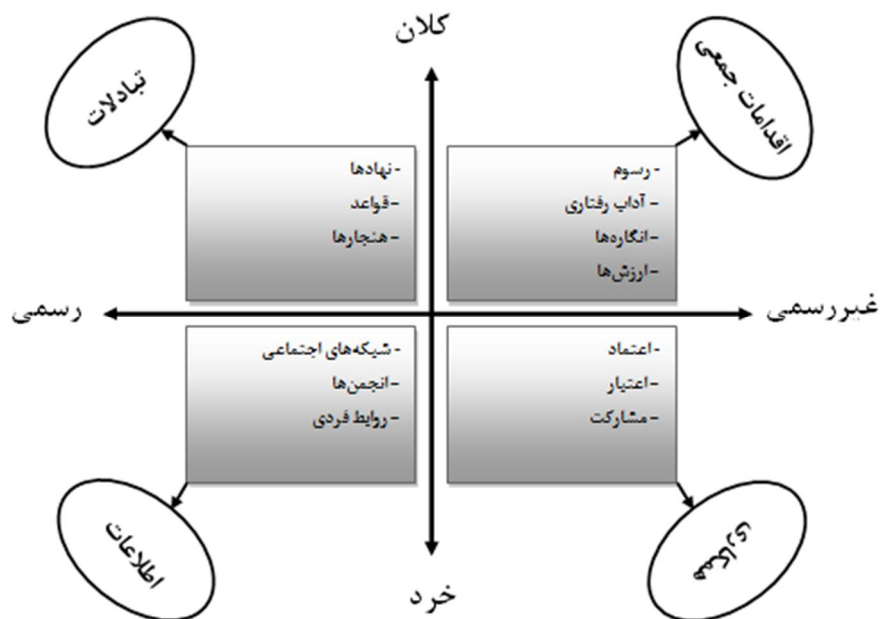 کلان
اقدامات جمعی
تبادلات
- رسوم
- آداب رفتاری
- انگاره‌ها
- ارزش‌ها
- نهادها
- قواعد
- هنجارها
غیررسمی
رسمی
- اعتماد
- اعتبار
- مشارکت
- شبکه‌های اجتماعی
- انجمن‌ها
- روابط فردی
همکاری
اطلاعات
خرد